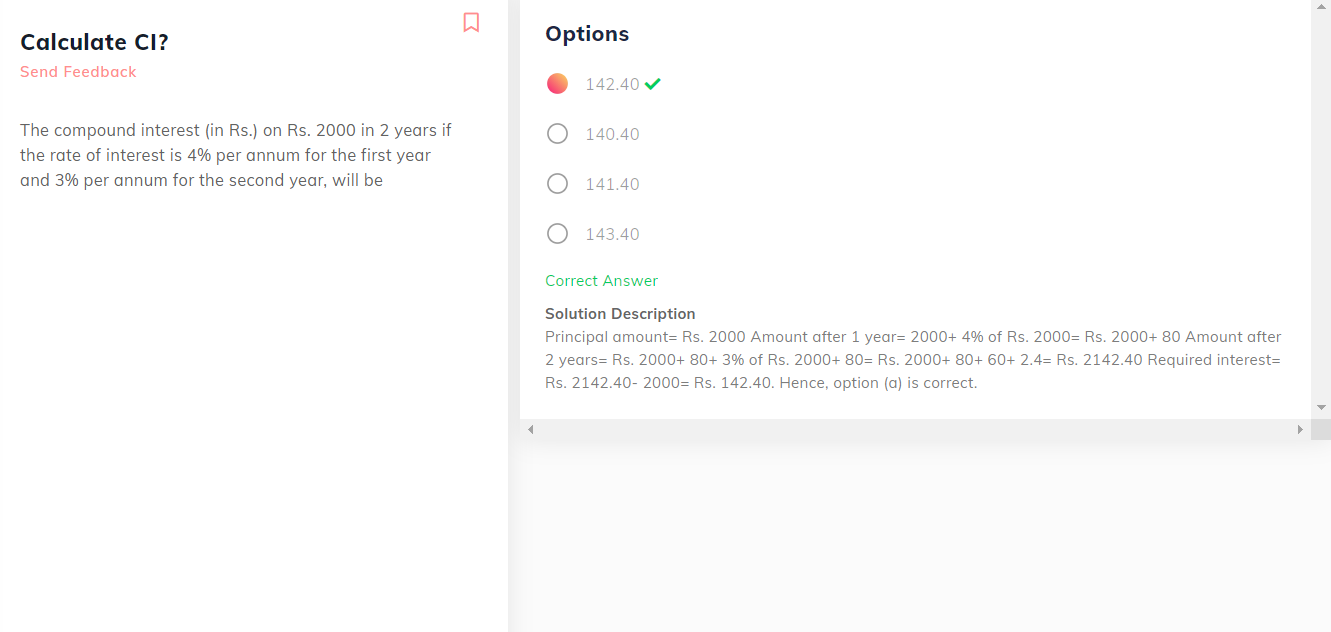 Calculate CI?
Send Feedback
The compound interest (in Rs.) on Rs. 2000 in 2 years if
the rate of interest is 4% per annum for the first year
and 3% per annum for the second year, will be
Options
142.40
140.40
141.40
143.40
Correct Answer
Solution Description
Principal amount= Rs. 2000 Amount after 1 year= 2000+ 4% of Rs. 2000= Rs. 2000+ 80 Amount after
2 years= Rs. 2000+ 80+ 3% of Rs. 2000+ 80= Rs. 2000+ 80+ 60+ 2.4= Rs. 2142.40 Required interest=
Rs. 2142.40- 2000= Rs. 142.40. Hence, option (a) is correct.